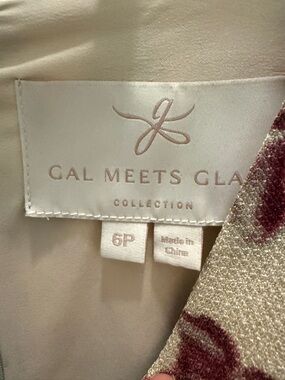 g
GAL MEETS GLA
COLLECTION
6P
Made in
China